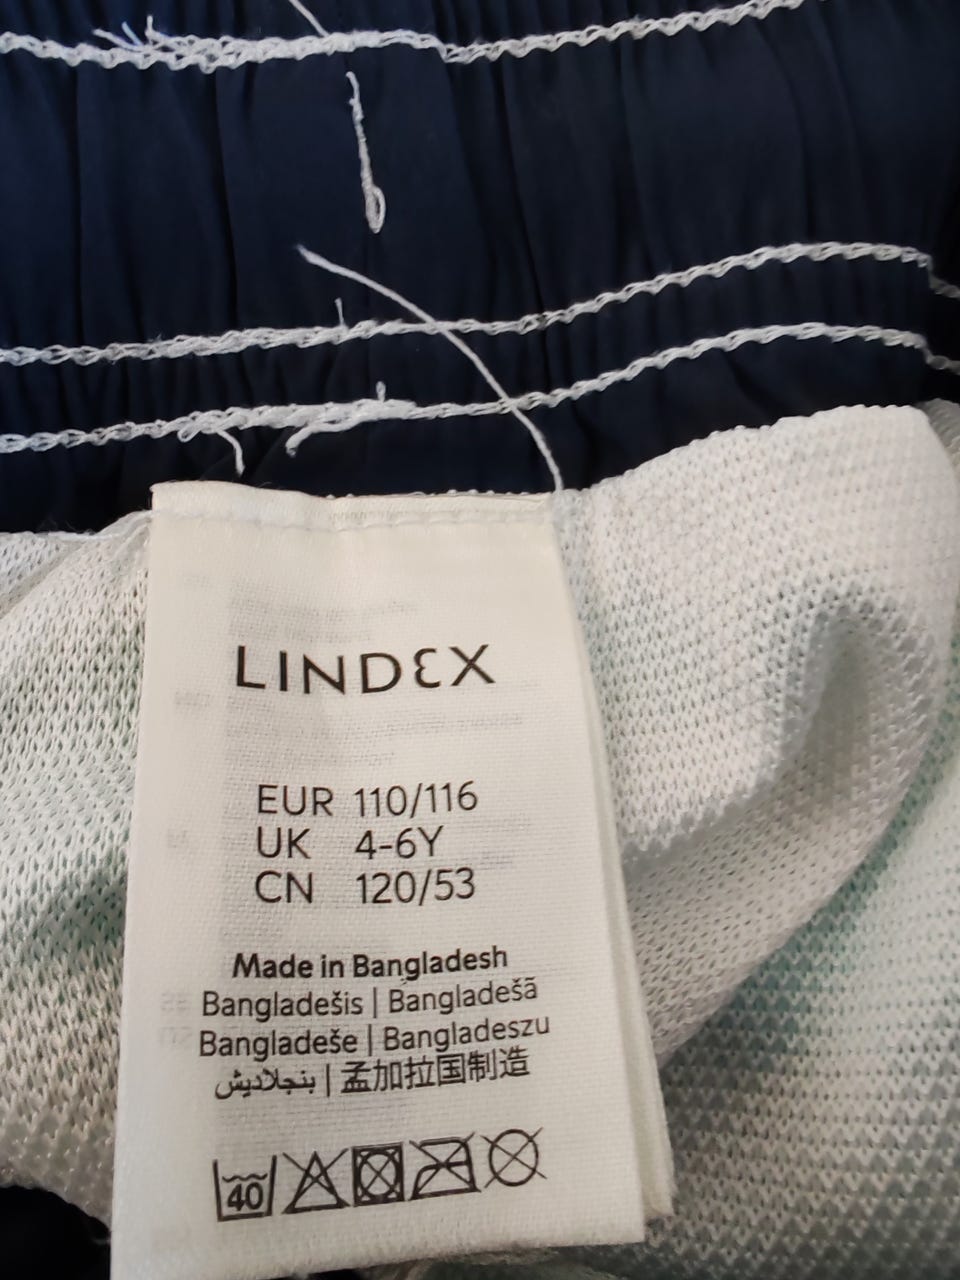 LINDEX
EUR 110/116
UK 4-6Y
CN 120/53
Made in Bangladesh
Bangladešis | Bangladešā
Bangladeše | Bangladeszu
بنجلاديش | 孟加拉国制造
40